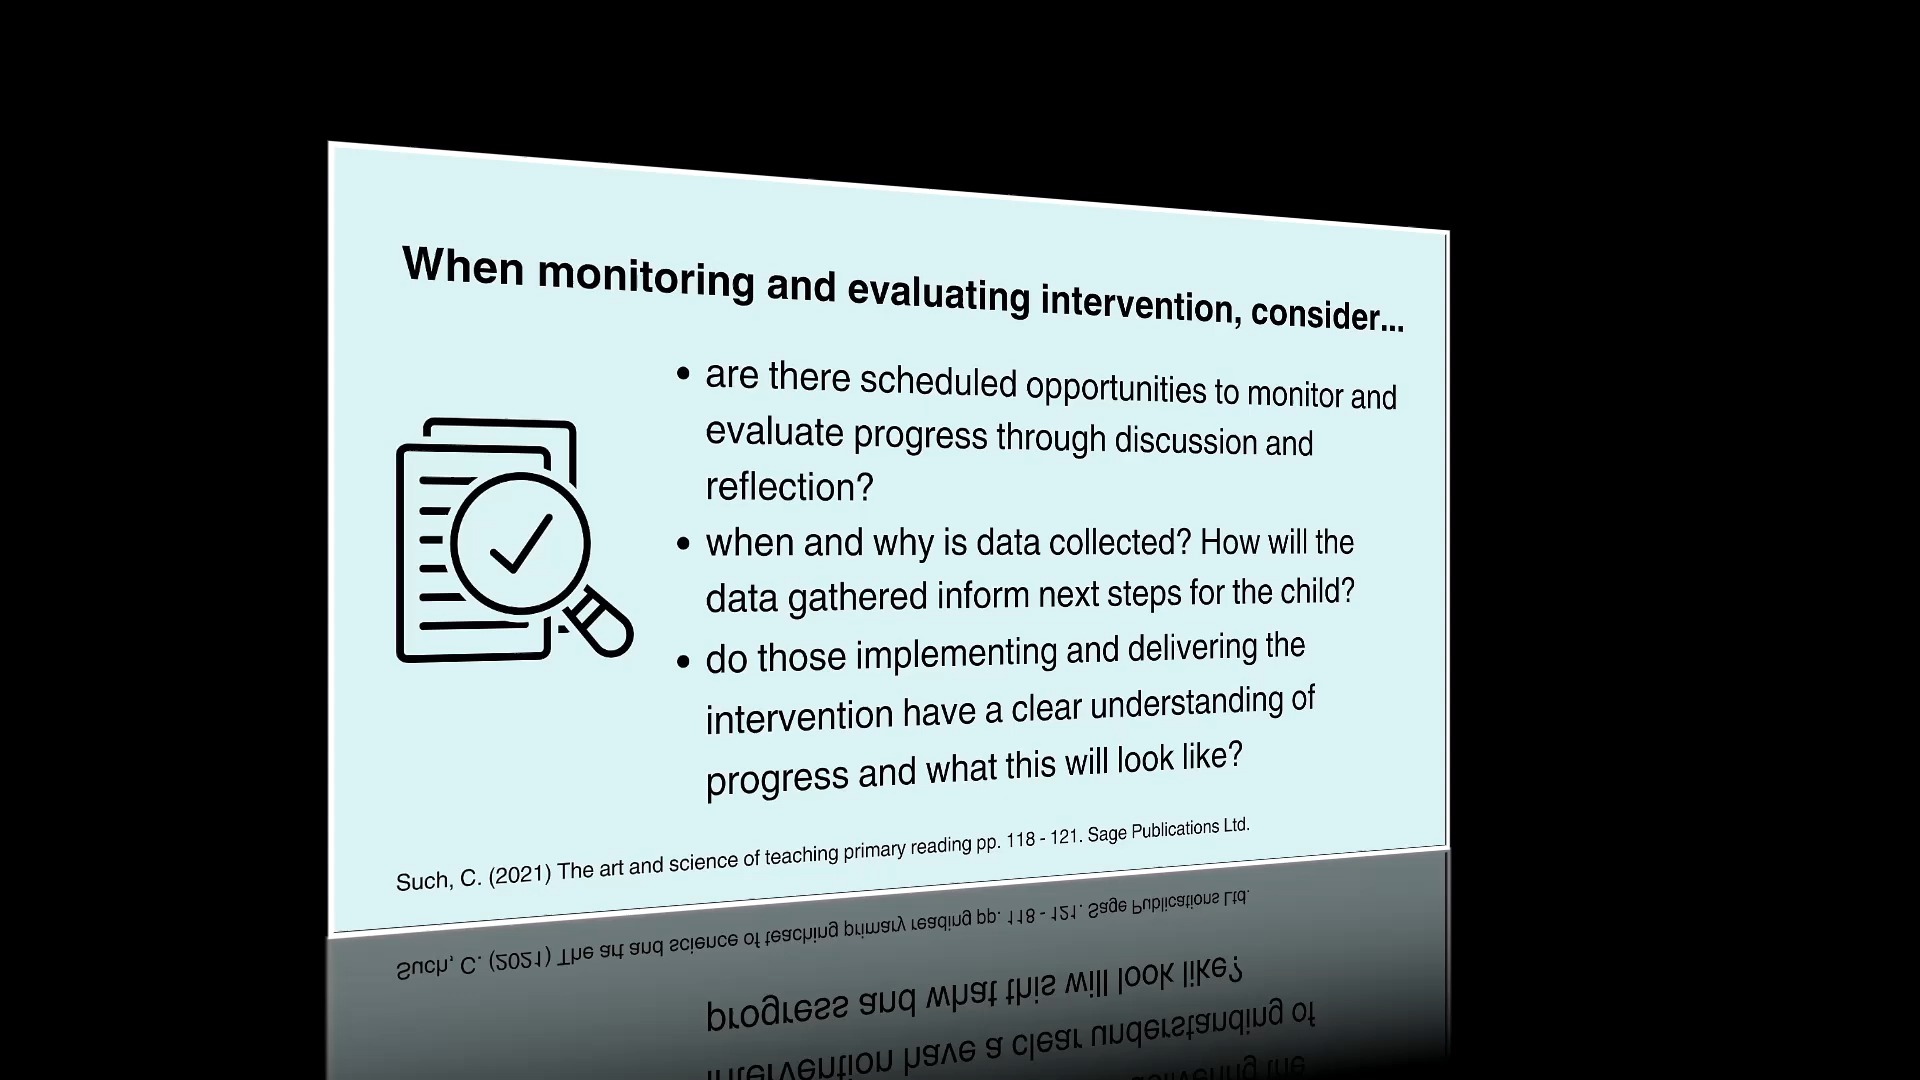 When monitoring and evaluating intervention, consider...
• are there scheduled opportunities to monitor and
evaluate progress through discussion and
reflection?
• when and why is data collected? How will the
data gathered inform next steps for the child?
• do those implementing and delivering the
intervention have a clear understanding of
progress and what this will look like?
Such, C. (2021) The art and science of teaching primary reading pp. 118 - 121. Sage Publications Ltd.